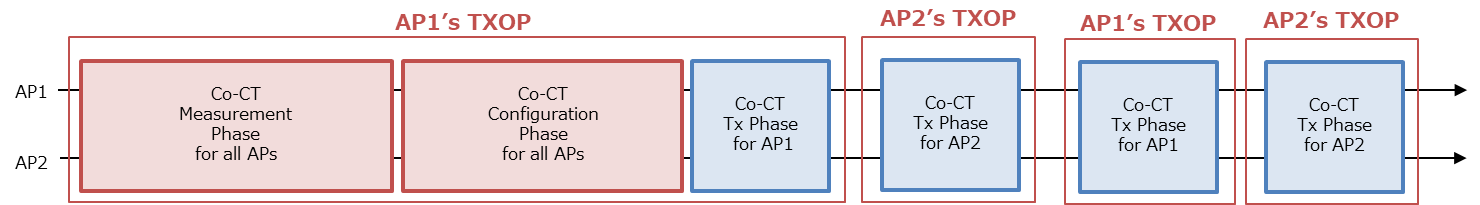 AP1’s TXOP
AP2’s TXOP
AP1’s TXOP
AP2’s TXOP
AP1
AP2
Co-CT
Measurement
Phase
for all APs
Co-CT
Configuration
Phase
for all APs
Co-CT
Tx Phase
for AP1
Co-CT
Tx Phase
for AP2
Co-CT
Tx Phase
for AP1
Co-CT
Tx Phase
for AP2